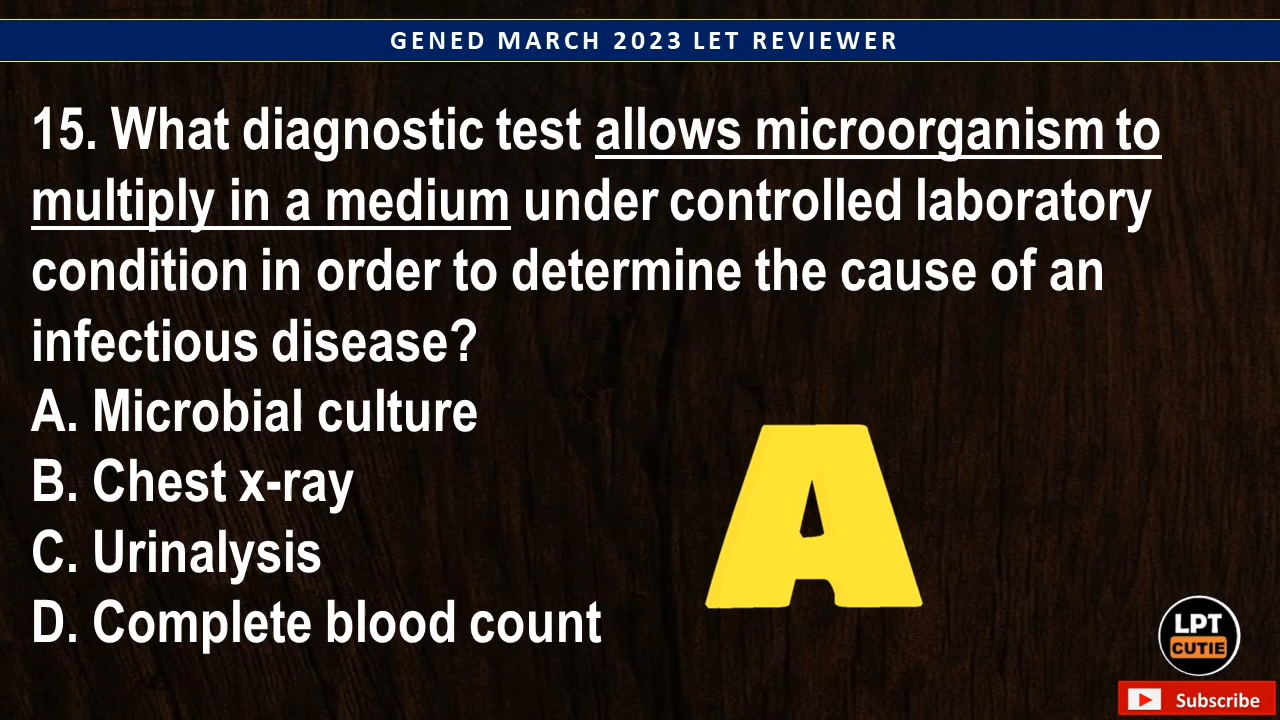 GENED MARCH 2023 LET REVIEWER
15. What diagnostic test allows microorganism to
multiply in a medium under controlled laboratory
condition in order to determine the cause of an
infectious disease?
A. Microbial culture
B. Chest x-ray
C. Urinalysis
D. Complete blood count
A
LPT
CUTIE
Subscribe